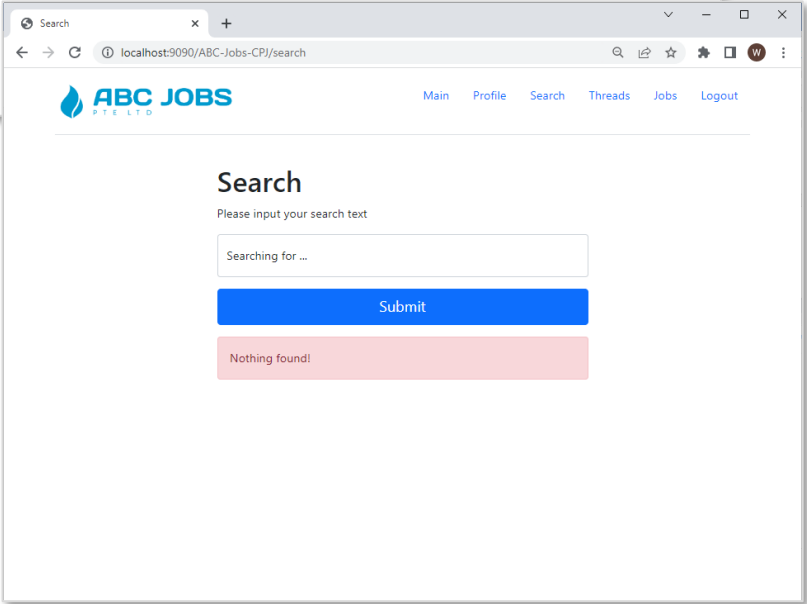 Search
localhost:9090/ABC-Jobs-CPJ/search
W
ABC JOBS
PTE LTD
Main Profile Search Threads Jobs Logout
Search
Please input your search text
Searching for ...
Submit
Nothing found!